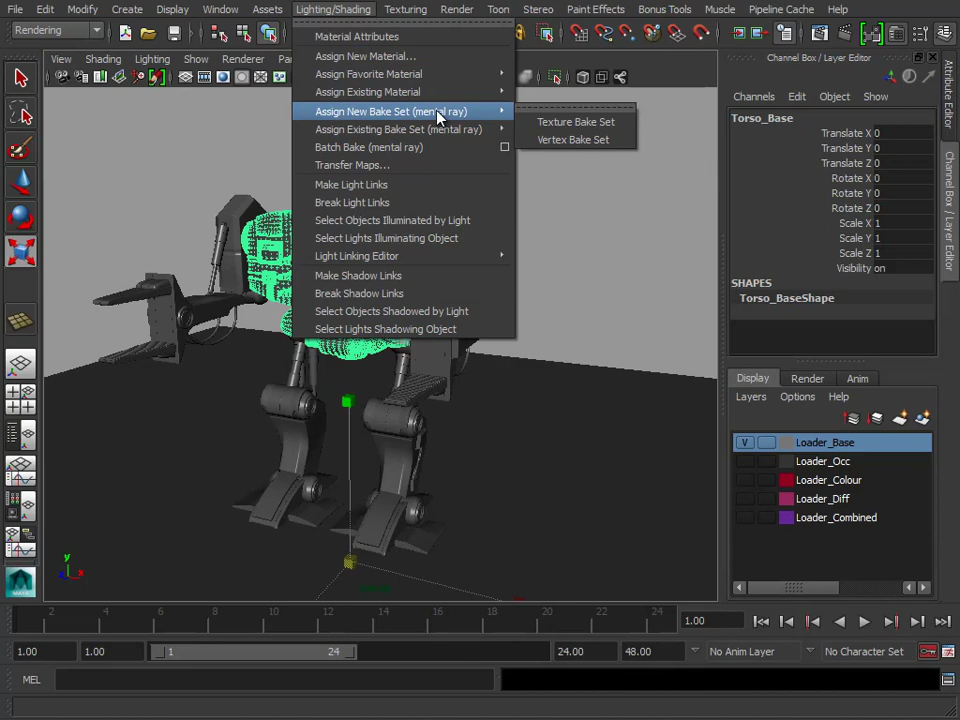 File Edit Modify Create Display Window Assets Lighting/Shading Texturing Render Toon Stereo Paint Effects Bonus Tools Muscle Pipeline Cache Help
Rendering
View Shading Lighting Show Renderer
Material Attributes
Assign New Material...
Assign Favorite Material
Assign Existing Material
Assign New Bake Set (mental ray)
Assign Existing Bake Set (mental ray)
Batch Bake (mental ray)
Transfer Maps...
Make Light Links
Break Light Links
Select Objects Illuminated by Light
Select Lights Illuminating Object
Light Linking Editor
Make Shadow Links
Break Shadow Links
Select Objects Shadowed by Light
Select Lights Shadowing Object
Texture Bake Set
Vertex Bake Set
Channel Box / Layer Editor
Channels Edit Object Show
Torso_Base
Translate X 0
Translate Y 0
Translate Z 0
Rotate X 0
Rotate Y 0
Rotate Z 0
Scale X 1
Scale Y 1
Scale Z 1
Visibility on
SHAPES
Torso_BaseShape
Display Render Anim
Layers Options Help
V Loader_Base
Loader_Occ
Loader_Colour
Loader_Diff
Loader_Combined
Attribute Editor
Channel Box / Layer Editor
y
z x
2 4 6 8 10 12 14 16 18 20 22 24
1.00
1.00 1.00 1 24 24.00 48.00 No Anim Layer No Character Set
MEL